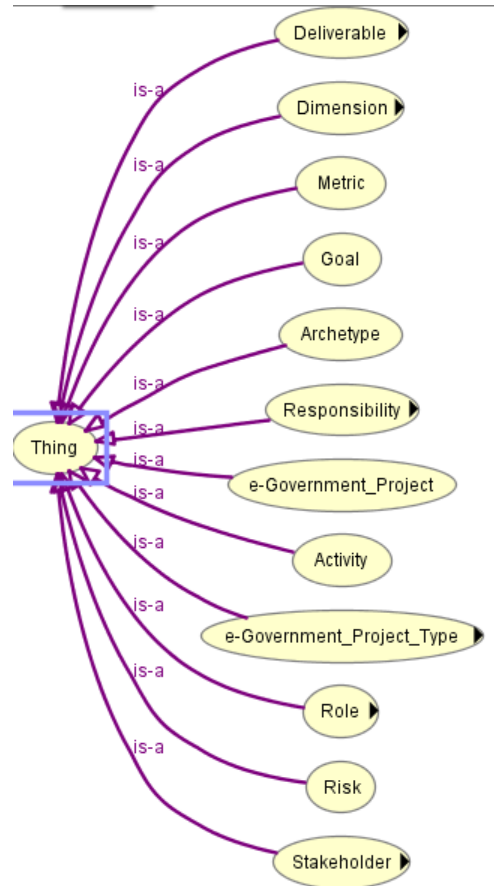 Deliverable
is-a
Dimension
is-a
Metric
is-a
Goal
is-a
Archetype
is-a
Responsibility
is-a
Thing
is-a
e-Government_Project
is-a
Activity
is-a
e-Government_Project_Type
is-a
Role
is-a
Risk
is-a
Stakeholder